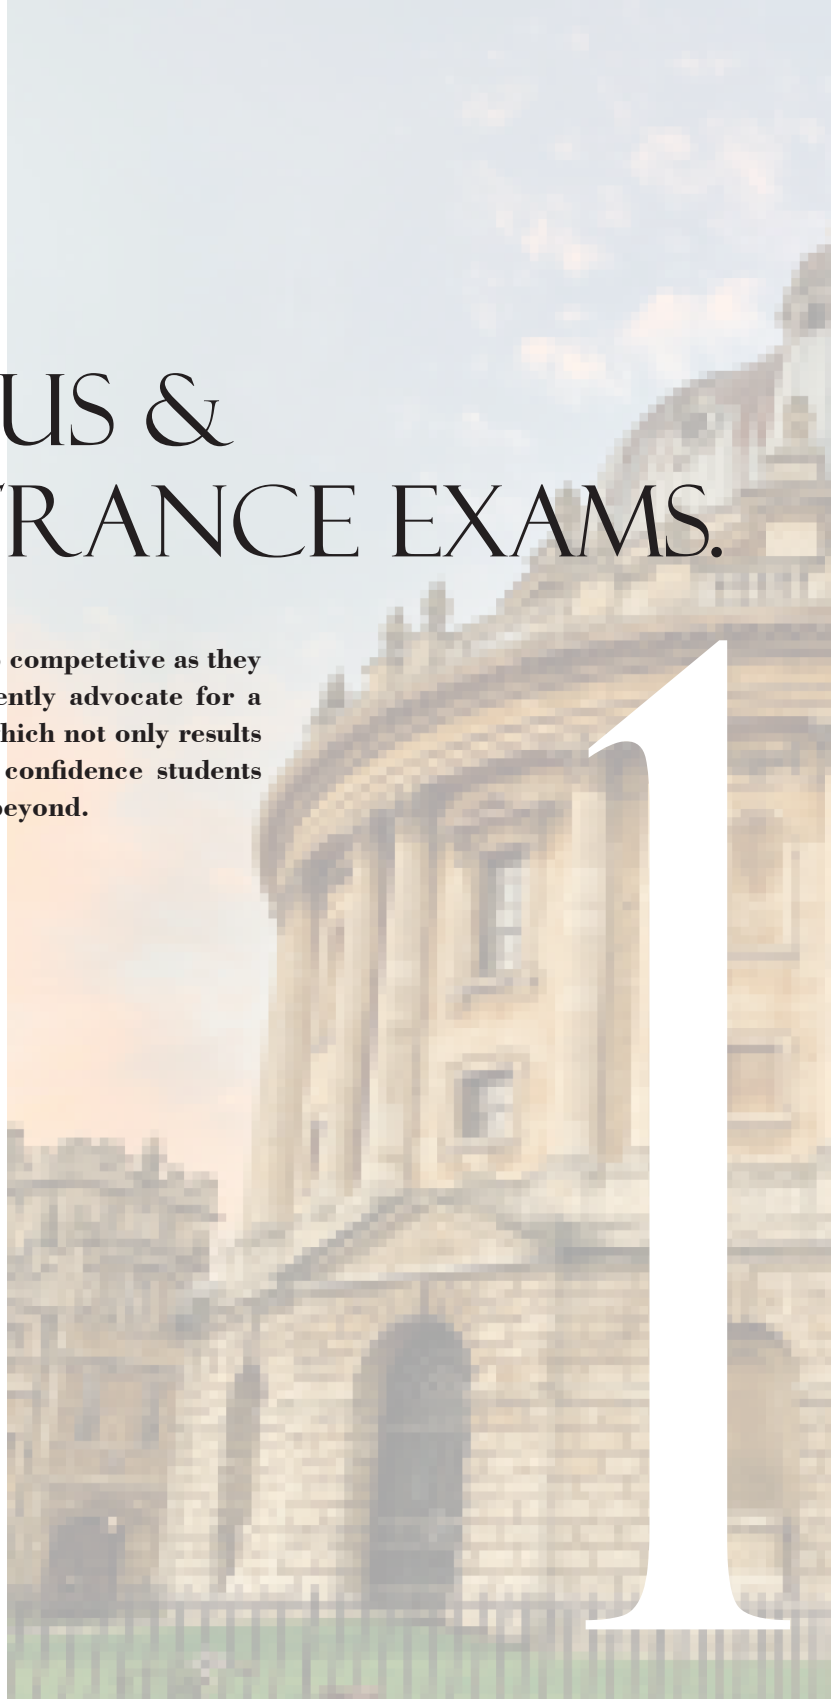 US &
TRANCE EXAMS.
competetive as they
ently advocate for a
hich not only results
confidence students
beyond.
1